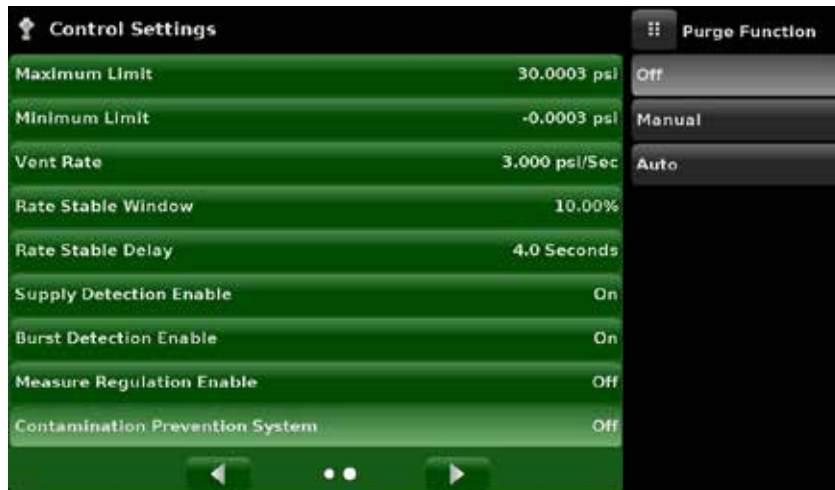 Control Settings
Maximum Limit 30.0003 psi
Minimum Limit -0.0003 psi
Vent Rate 3.000 psi/Sec
Rate Stable Window 10.00%
Rate Stable Delay 4.0 Seconds
Supply Detection Enable On
Burst Detection Enable On
Measure Regulation Enable Off
Contamination Prevention System Off
Purge Function
Off
Manual
Auto